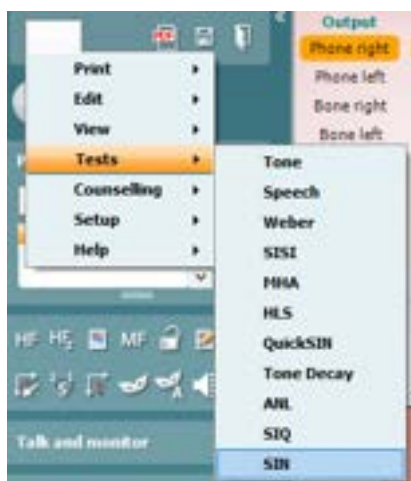 PDF
Output
Phone right
Phone left
Bone right
Bone left
Print
Edit
View
Tests
Counselling
Setup
Help
Tone
Speech
Weber
SISI
MHA
HLS
QuickSIN
Tone Decay
ANL
SIQ
SIN
HF
MF
Talk and monitor